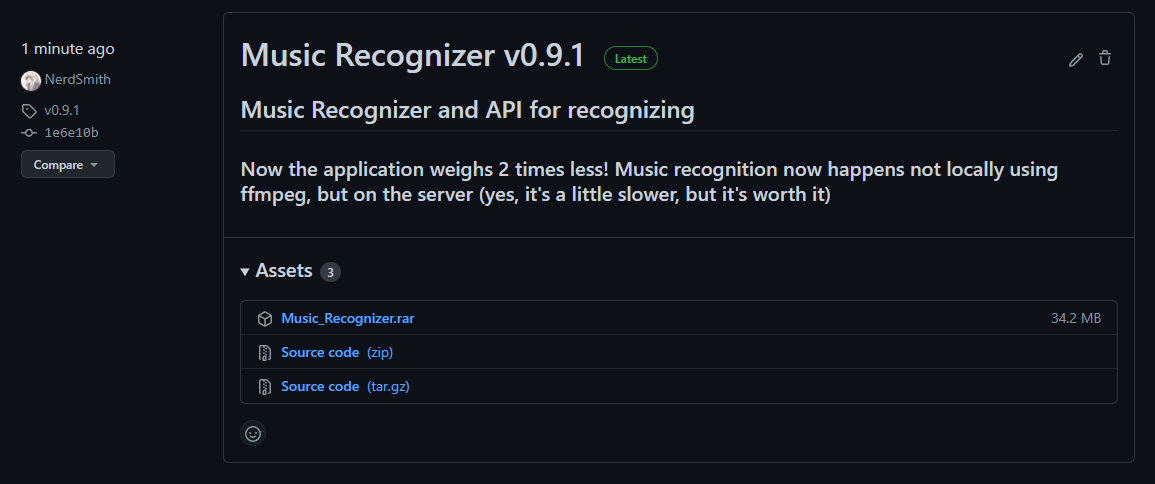 1 minute ago
NerdSmith
v0.9.1
1e6e10b
Compare
Music Recognizer v0.9.1 Latest
Music Recognizer and API for recognizing
Now the application weighs 2 times less! Music recognition now happens not locally using
ffmpeg, but on the server (yes, it's a little slower, but it's worth it)
Assets 3
Music_Recognizer.rar 34.2 MB
Source code (zip)
Source code (tar.gz)